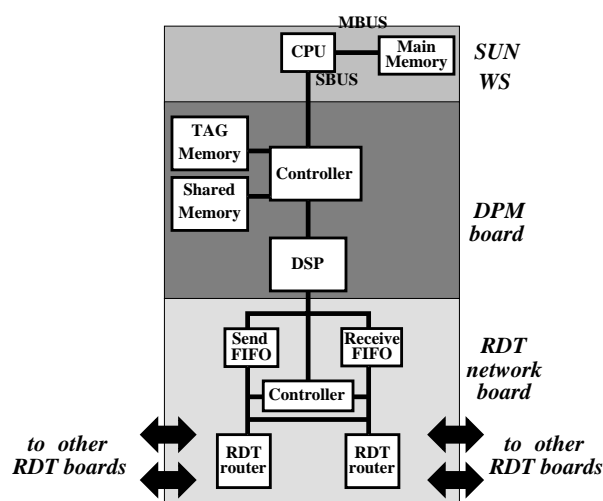 MBUS
CPU
Main
Memory
SUN
WS
SBUS
TAG
Memory
Controller
Shared
Memory
DPM
board
DSP
Send
FIFO
Receive
FIFO
RDT
network
board
Controller
to other
RDT boards
RDT
router
RDT
router
to other
RDT boards